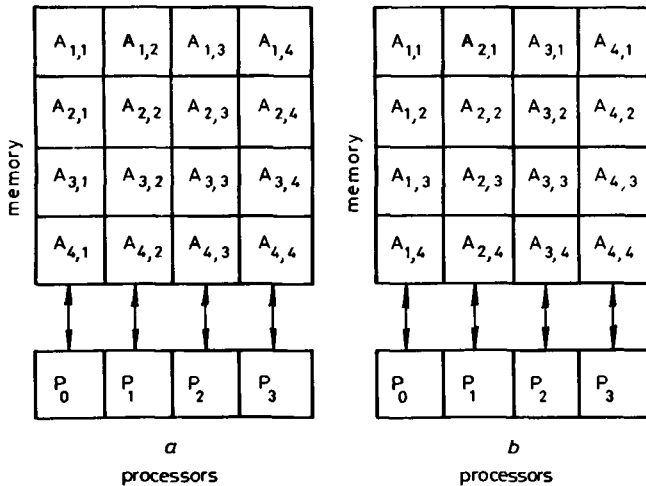 A1,1 A1,2 A1,3 A1,4
A2,1 A2,2 A2,3 A2,4
A3,1 A3,2 A3,3 A3,4
A4,1 A4,2 A4,3 A4,4
memory
P0 P1 P2 P3
a
processors
A1,1 A2,1 A3,1 A4,1
A1,2 A2,2 A3,2 A4,2
A1,3 A2,3 A3,3 A4,3
A1,4 A2,4 A3,4 A4,4
memory
P0 P1 P2 P3
b
processors